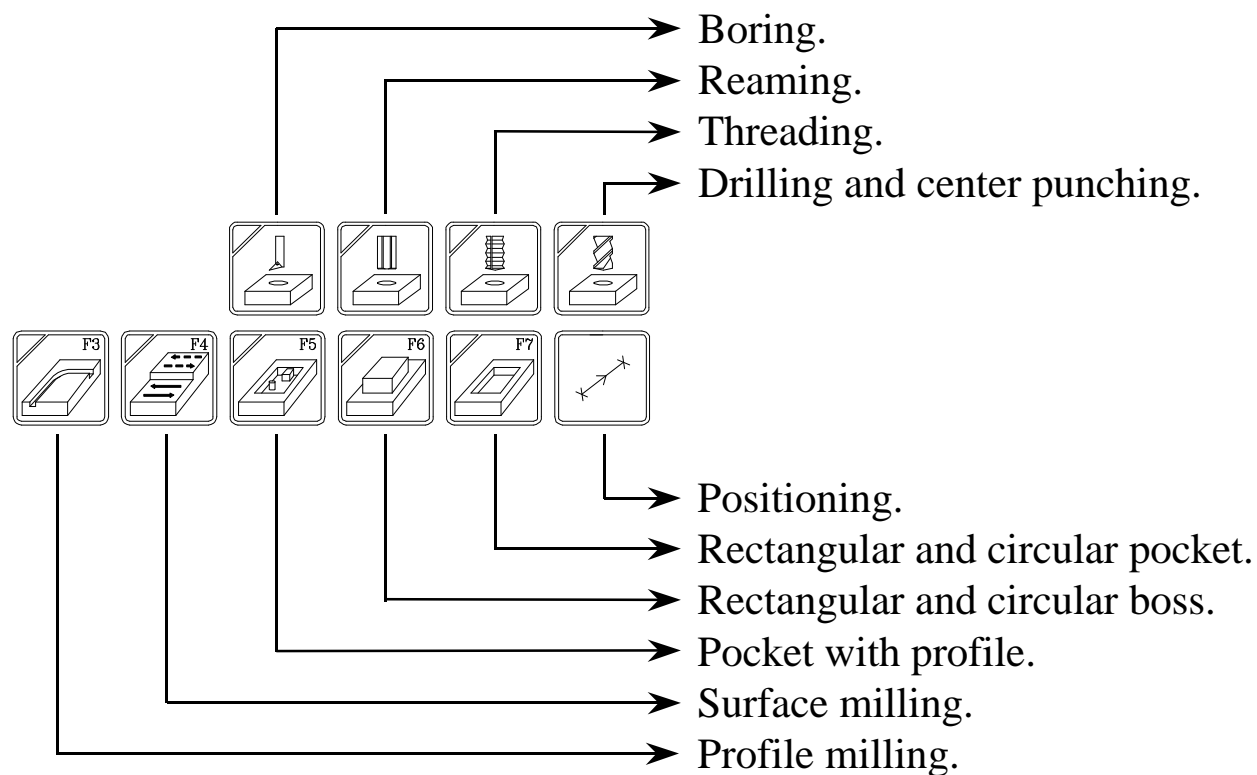 Boring.
Reaming.
Threading.
Drilling and center punching.
F3 F4 F5 F6 F7
Positioning.
Rectangular and circular pocket.
Rectangular and circular boss.
Pocket with profile.
Surface milling.
Profile milling.